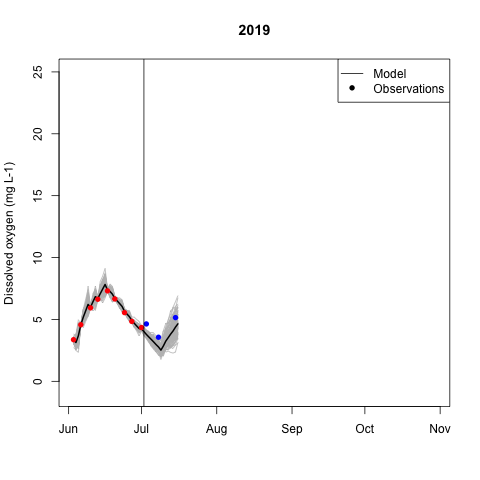 2019
Model
Observations
Dissolved oxygen (mg L-1)
25
20
15
10
5
0
Jun Jul Aug Sep Oct Nov